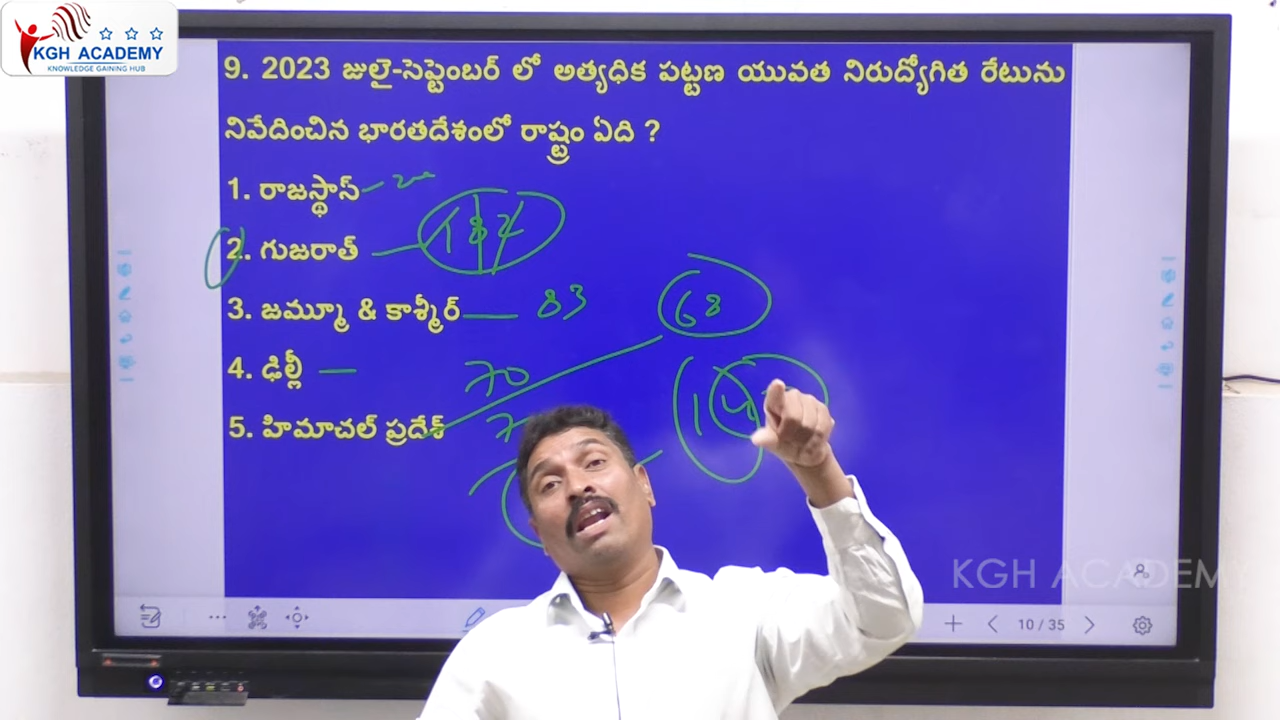 KGH ACADEMY
KNOWLEDGE GAINING HUB
9. 2023 జులై-సెప్టెంబర్ లో అత్యధిక పట్టణ యువత నిరుద్యోగిత రేటును
నివేదించిన భారతదేశంలో రాష్ట్రం ఏది ?
1. రాజస్థాన్
2. గుజరాత్
3. జమ్మూ & కాశ్మీర్ 83
68
4. ఢిల్లీ
70
5. హిమాచల్ ప్రదేశ్
KGH ACADEMY
10 / 35